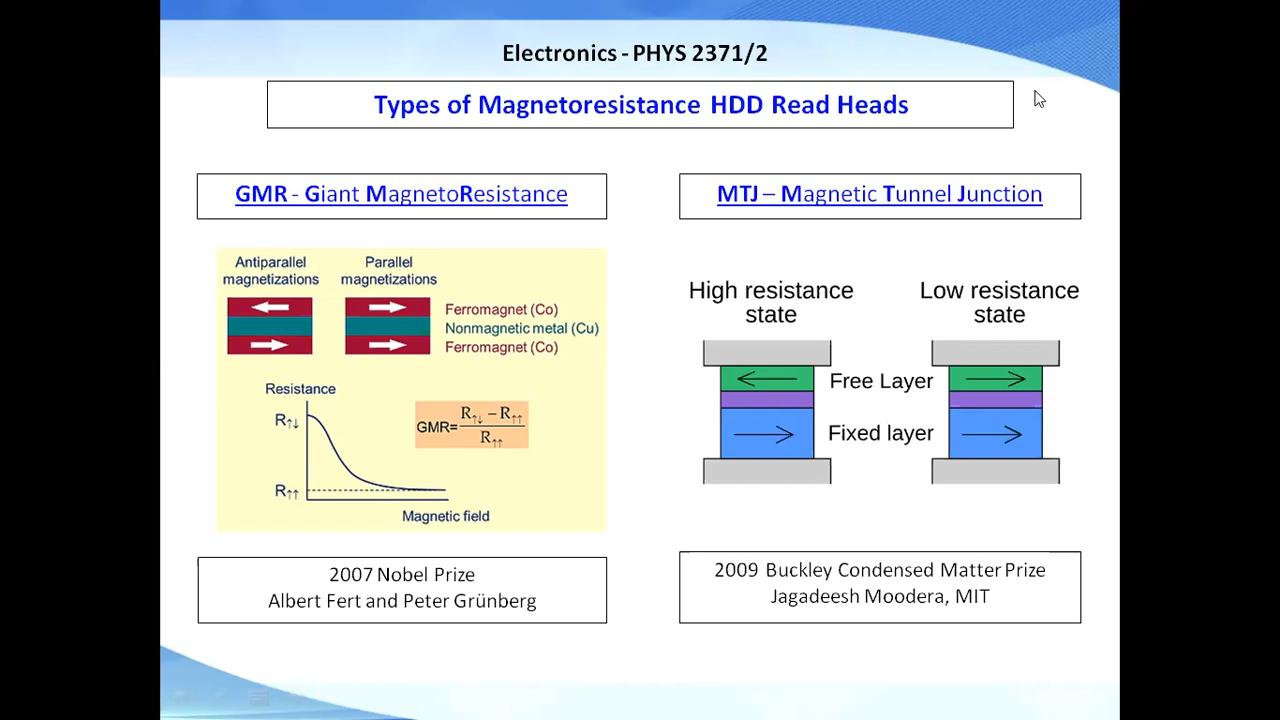 Electronics - PHYS 2371/2
Types of Magnetoresistance HDD Read Heads
GMR - Giant MagnetoResistance
Antiparallel
magnetizations
Parallel
magnetizations
Ferromagnet (Co)
Nonmagnetic metal (Cu)
Ferromagnet (Co)
Resistance
R↑↓
R↑↑
GMR= R↑↓ – R↑↑
R↑↑
Magnetic field
2007 Nobel Prize
Albert Fert and Peter Grünberg
MTJ – Magnetic Tunnel Junction
High resistance
state
Low resistance
state
Free Layer
Fixed layer
2009 Buckley Condensed Matter Prize
Jagadeesh Moodera, MIT